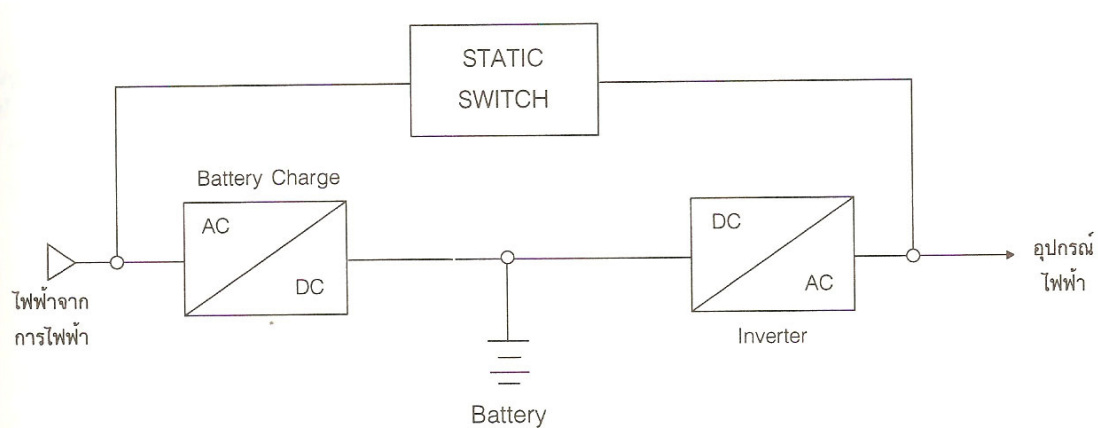 STATIC
SWITCH
Battery Charge
AC
DC
DC
AC
ไฟฟ้าจาก
การไฟฟ้า
อุปกรณ์
ไฟฟ้า
Inverter
Battery